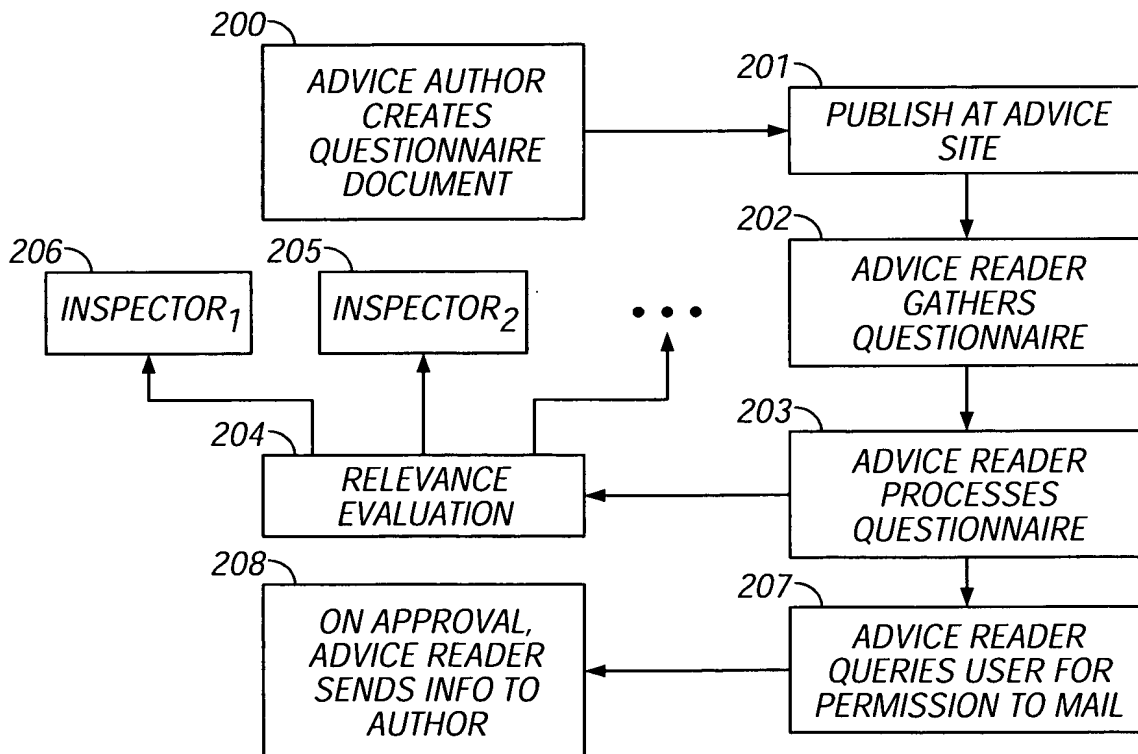 200
ADVICE AUTHOR
CREATES
QUESTIONNAIRE
DOCUMENT
201
PUBLISH AT ADVICE
SITE
202
ADVICE READER
GATHERS
QUESTIONNAIRE
206
INSPECTOR1
205
INSPECTOR2
• • •
203
ADVICE READER
PROCESSES
QUESTIONNAIRE
204
RELEVANCE
EVALUATION
207
ADVICE READER
QUERIES USER FOR
PERMISSION TO MAIL
208
ON APPROVAL,
ADVICE READER
SENDS INFO TO
AUTHOR